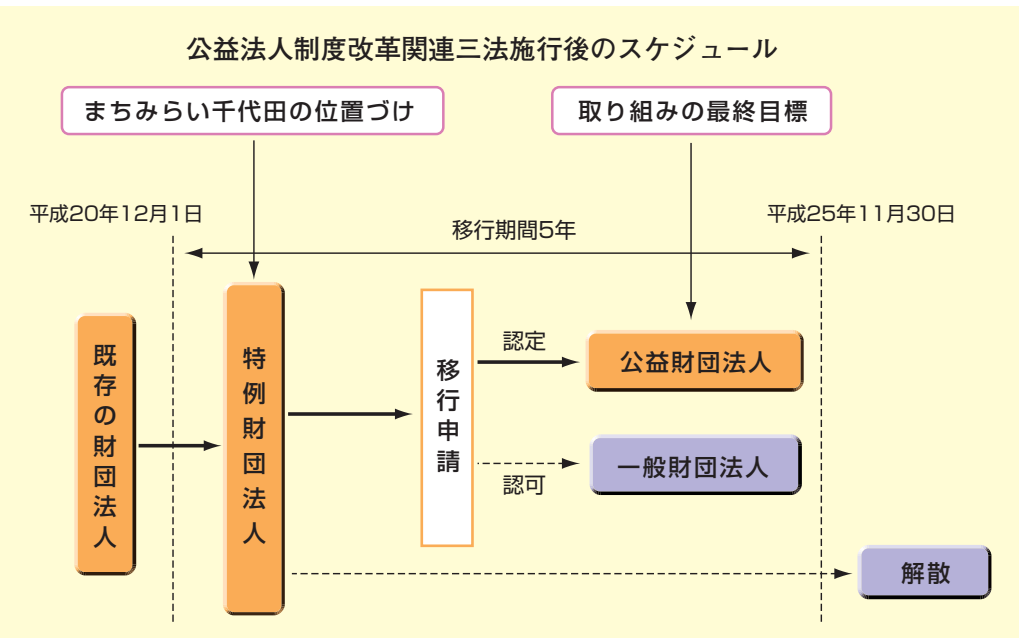 公益法人制度改革関連三法施行後のスケジュール
まちみらい千代田の位置づけ
取り組みの最終目標
平成20年12月1日
移行期間5年
平成25年11月30日
既存の財団法人
特例財団法人
移行申請
認定
公益財団法人
認可
一般財団法人
解散